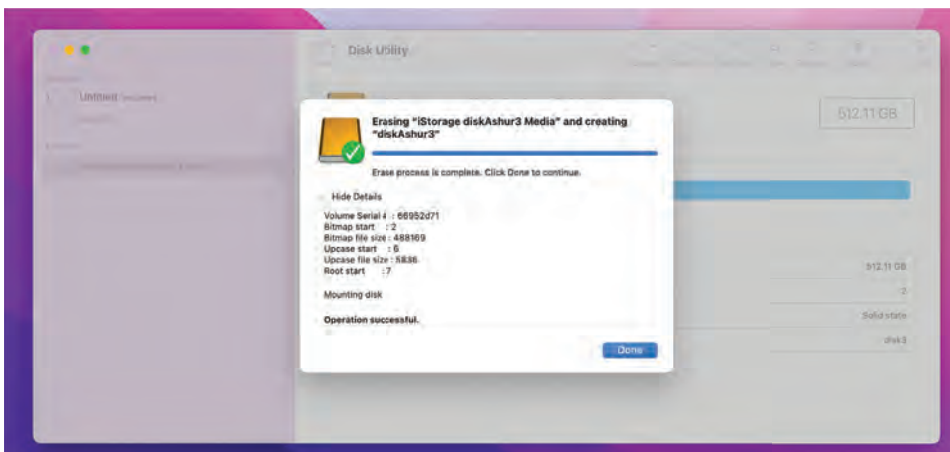 Disk Utility
Untitled
512.11 GB
Erasing "iStorage diskAshur3 Media" and creating
"diskAshur3"
Erase process is complete. Click Done to continue.
Hide Details
Volume Serial # : 66952d71
Bitmap start : 2
Bitmap file size : 488169
Upcase start : 6
Upcase file size : 5836
Root start : 7
Mounting disk
Operation successful.
Done
512.11 GB
2
Solid state
disk3